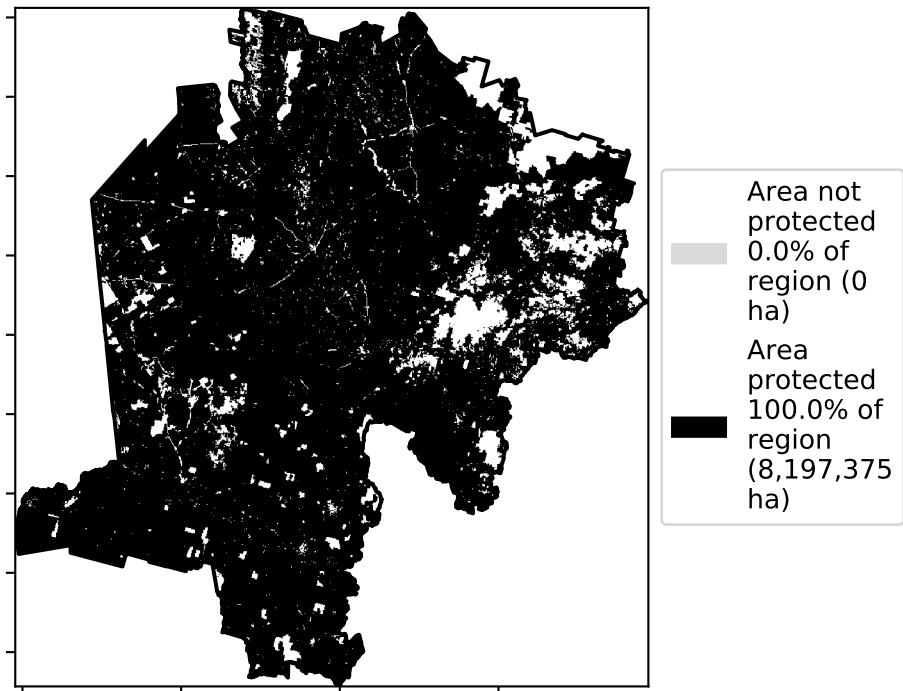 Area not
protected
0.0% of
region (0
ha)
Area
protected
100.0% of
region
(8,197,375
ha)